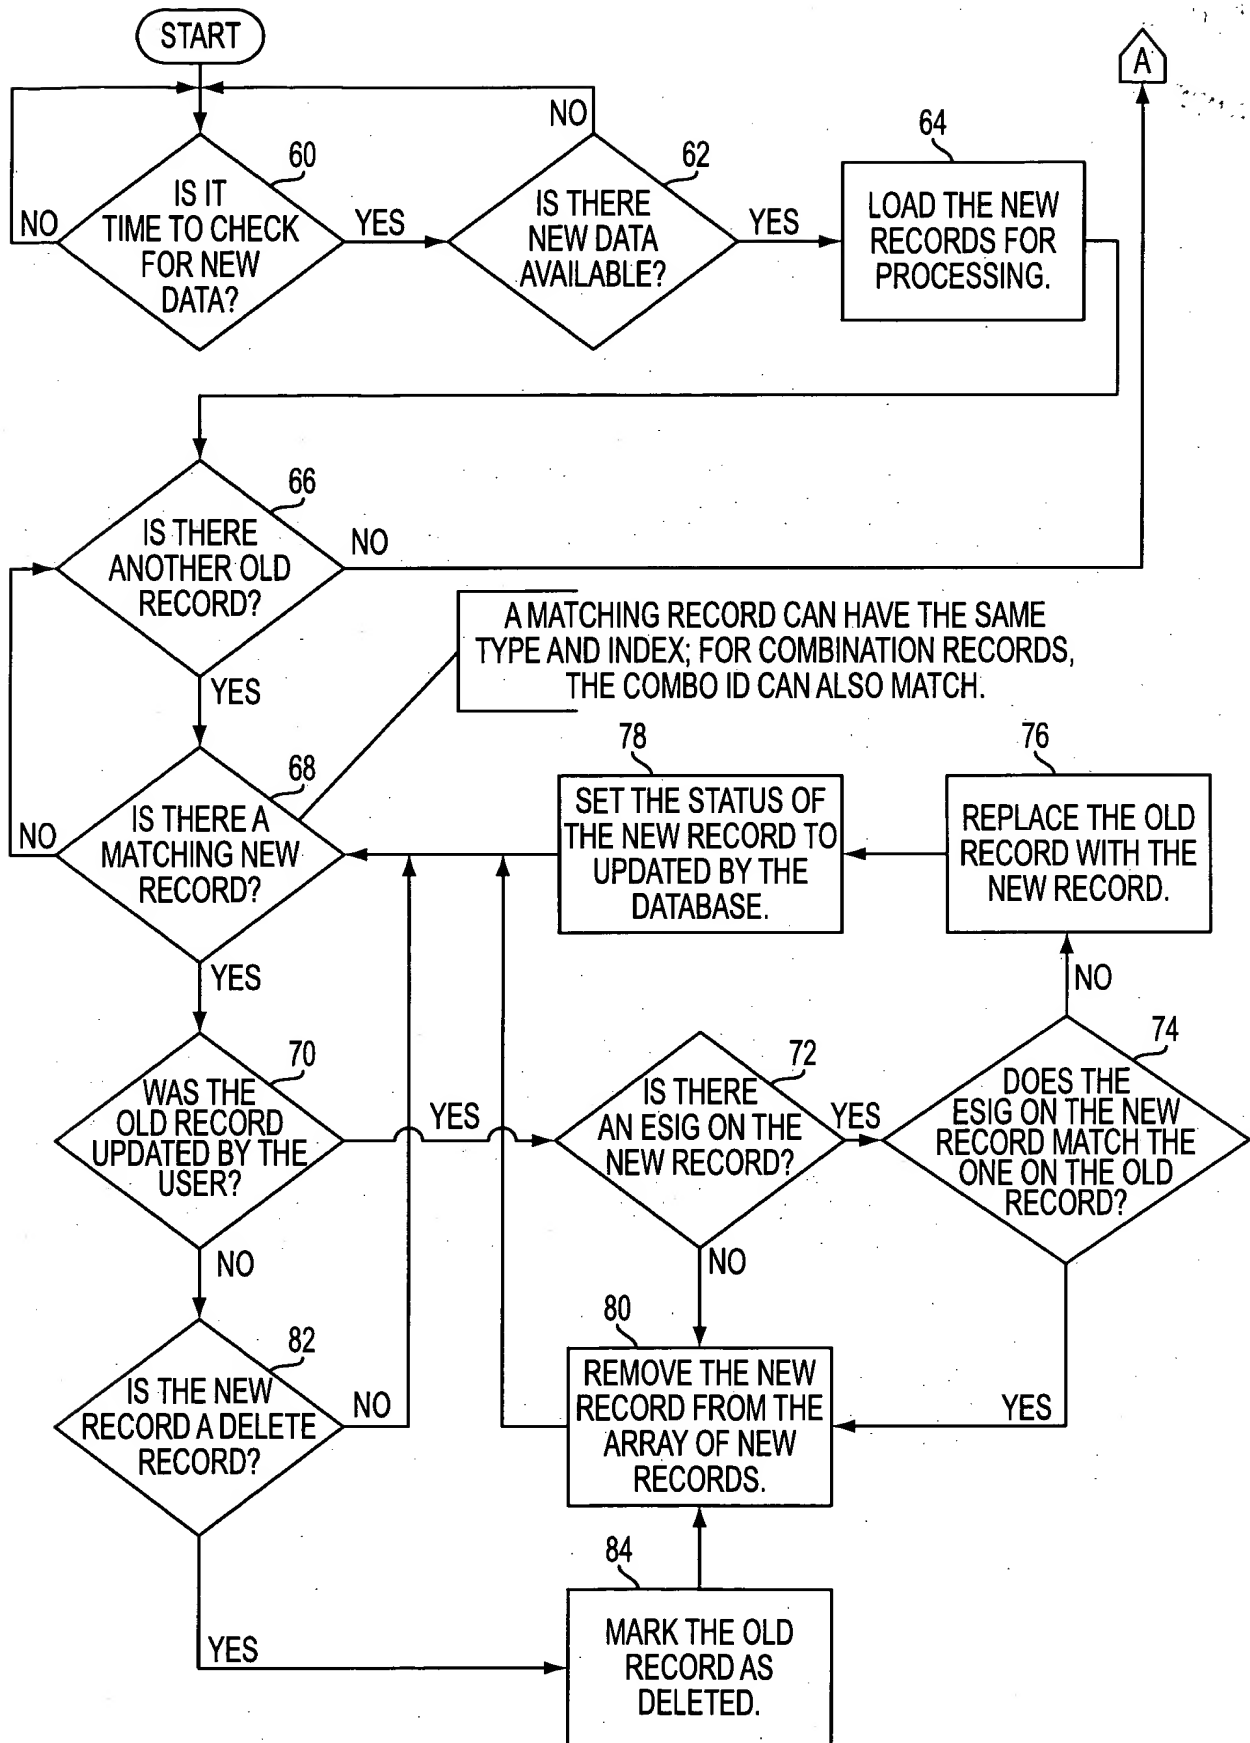 START
A
NO
60
62
64
IS IT
TIME TO CHECK
FOR NEW
DATA?
NO
YES
IS THERE
NEW DATA
AVAILABLE?
YES
LOAD THE NEW
RECORDS FOR
PROCESSING.
66
IS THERE
ANOTHER OLD
RECORD?
NO
YES
A MATCHING RECORD CAN HAVE THE SAME
TYPE AND INDEX; FOR COMBINATION RECORDS,
THE COMBO ID CAN ALSO MATCH.
68
IS THERE A
MATCHING NEW
RECORD?
NO
YES
78
SET THE STATUS OF
THE NEW RECORD TO
UPDATED BY THE
DATABASE.
76
REPLACE THE OLD
RECORD WITH THE
NEW RECORD.
NO
70
WAS THE
OLD RECORD
UPDATED BY THE
USER?
YES
NO
72
IS THERE
AN ESIG ON THE
NEW RECORD?
YES
NO
74
DOES THE
ESIG ON THE NEW
RECORD MATCH THE
ONE ON THE OLD
RECORD?
YES
82
IS THE NEW
RECORD A DELETE
RECORD?
NO
YES
80
REMOVE THE NEW
RECORD FROM THE
ARRAY OF NEW
RECORDS.
84
MARK THE OLD
RECORD AS
DELETED.